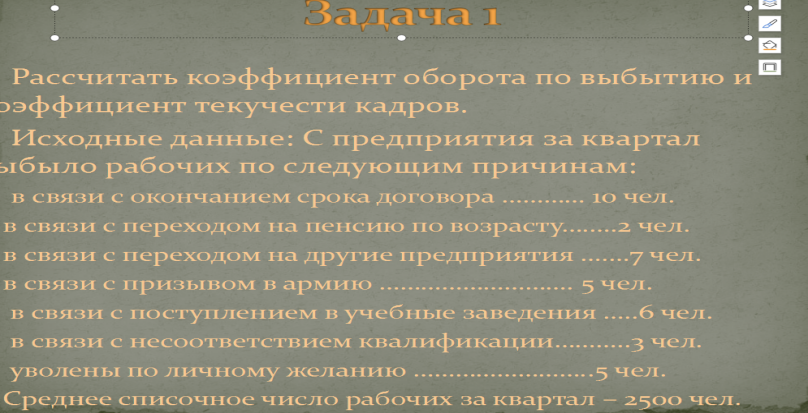 Задача 1
Рассчитать коэффициент оборота по выбытию и
оэффициент текучести кадров.
Исходные данные: С предприятия за квартал
ыбыло рабочих по следующим причинам:
в связи с окончанием срока договора ............ 10 чел.
в связи с переходом на пенсию по возрасту........2 чел.
в связи с переходом на другие предприятия .......7 чел.
в связи с призывом в армию ........................... 5 чел.
в связи с поступлением в учебные заведения .....6 чел.
в связи с несоответствием квалификации...........3 чел.
уволены по личному желанию .........................5 чел.
Среднее списочное число рабочих за квартал – 2500 чел.